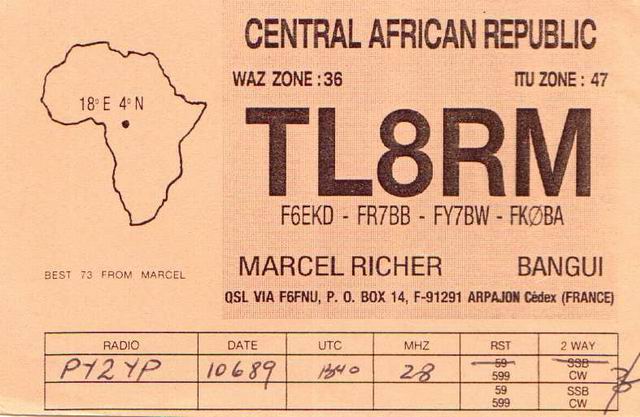 CENTRAL AFRICAN REPUBLIC
WAZ ZONE : 36 ITU ZONE : 47
18° E 4° N
TL8RM
F6EKD - FR7BB - FY7BW - FKØBA
MARCEL RICHER BANGUI
BEST 73 FROM MARCEL
QSL VIA F6FNU, P. O. BOX 14, F-91291 ARPAJON Cédex (FRANCE)
RADIO DATE UTC MHZ RST 2 WAY
PY2YP 10689 28 59 SSB
599 CW
59 SSB
599 CW